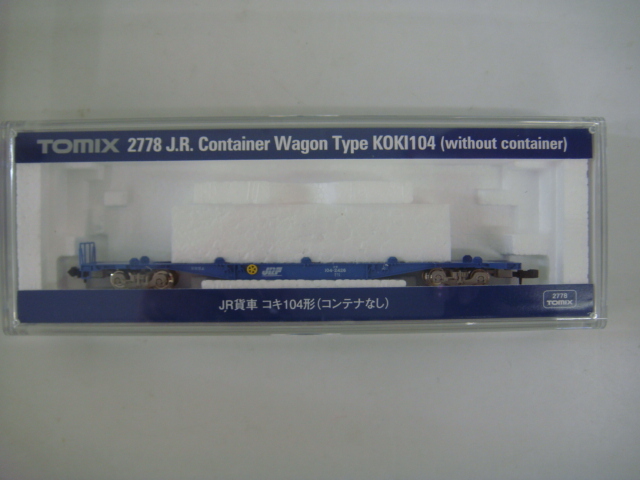 TOMIX 2778 J.R. Container Wagon Type KOKI104 (without container)
JR貨車 コキ104形(コンテナなし)
2778
TOMIX